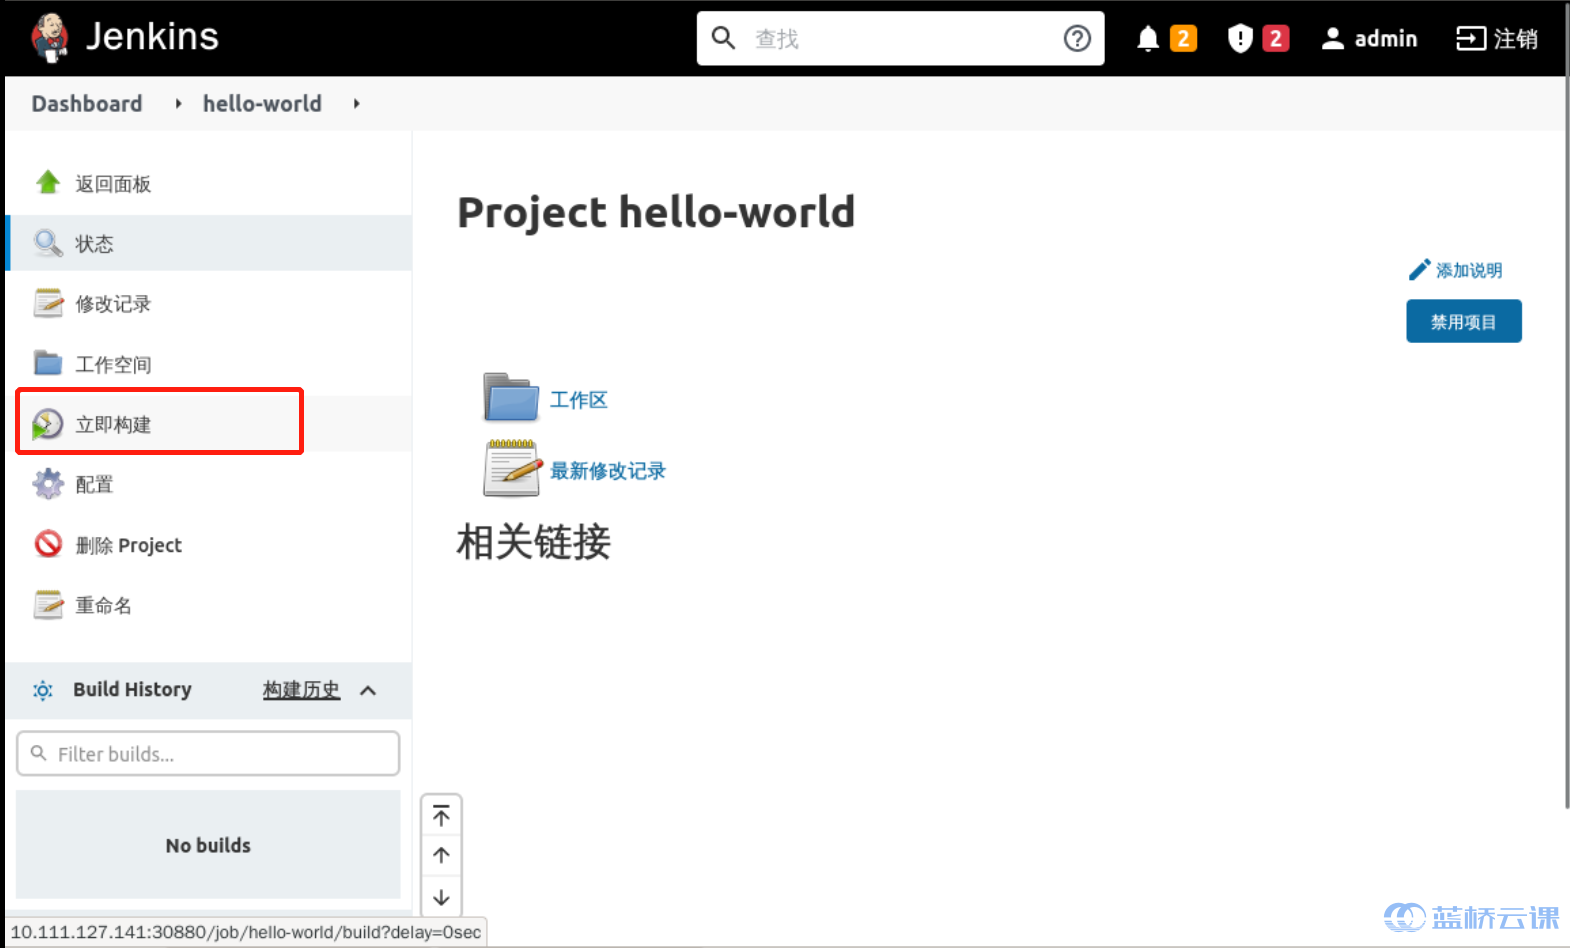 Jenkins
查找
2
2
admin
注销
Dashboard
hello-world
返回面板
状态
修改记录
工作空间
立即构建
配置
删除 Project
重命名
Build History
构建历史
Filter builds...
No builds
Project hello-world
添加说明
禁用项目
工作区
最新修改记录
相关链接
10.111.127.141:30880/job/hello-world/build?delay=0sec
蓝桥云课